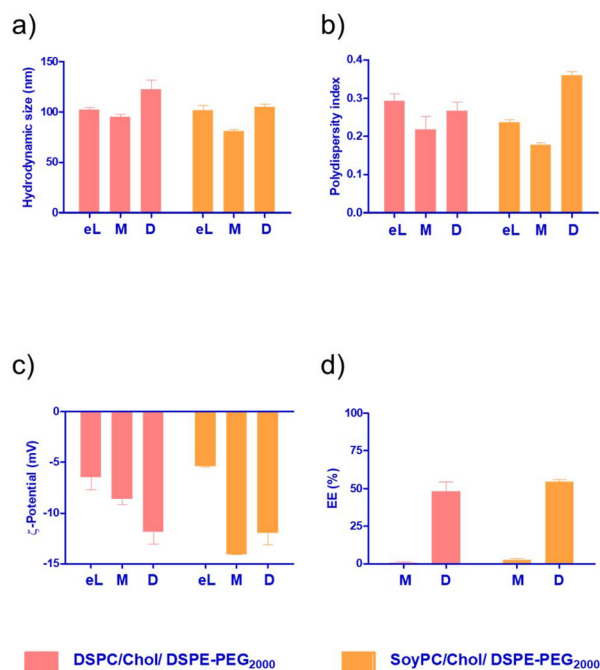 a)
Hydrodynamic size (nm)
150
100
50
0
eL M D eL M D
b)
Polydispersity index
0.4
0.3
0.2
0.1
0.0
eL M D eL M D
c)
ζ-Potential (mV)
0
-5
-10
-15
eL M D eL M D
d)
EE (%)
100
75
50
25
0
M D M D
DSPC/Chol/ DSPE-PEG2000
SoyPC/Chol/ DSPE-PEG2000